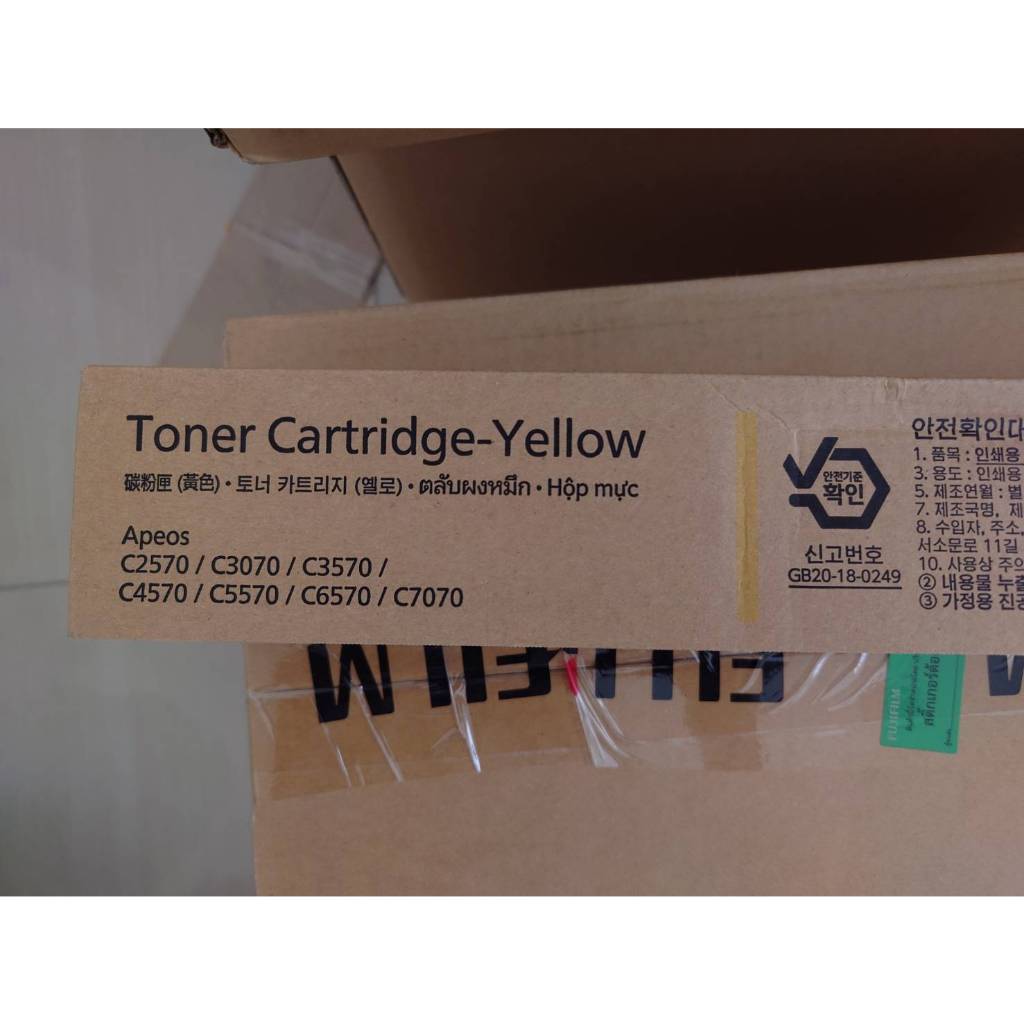 Toner Cartridge-Yellow
碳粉匣 (黃色)・토너 카트리지 (옐로)・ตลับผงหมึก・Hộp mực
Apeos
C2570 / C3070 / C3570 /
C4570 / C5570 / C6570 / C7070
안전기준
확인
신고번호
GB20-18-0249
안전확인대
1. 품목 : 인쇄용
3. 용도 : 인쇄용
5. 제조연월 : 별
7. 제조국명, 제
8. 수입자, 주소,
서소문로 11길
10. 사용상 주의
② 내용물 누출
③ 가정용 진공
FUJIFILM
FUJIFILM